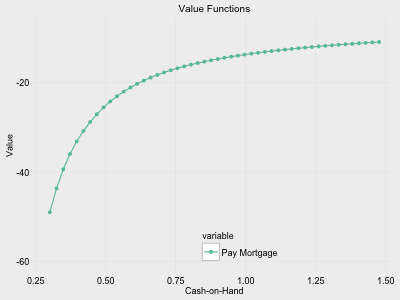 Value Functions
Value
-20
-40
-60
variable
Pay Mortgage
0.25 0.50 0.75 1.00 1.25 1.50
Cash-on-Hand